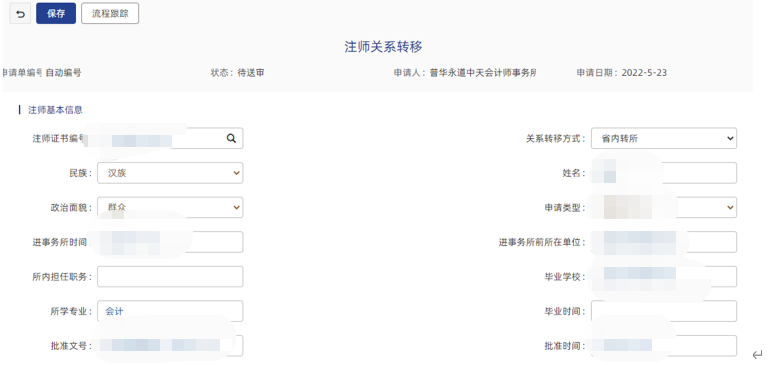 保存 流程跟踪
注师关系转移
申请单编号 自动编号 状态：待送审 申请人：普华永道中天会计师事务所 申请日期：2022-5-23
注师基本信息
注师证书编号 关系转移方式： 省内转所
民族： 汉族 姓名：
政治面貌： 群众 申请类型：
进事务所时间 进事务所前所在单位：
所内担任职务： 毕业学校：
所学专业： 会计 毕业时间：
批准文号： 批准时间：